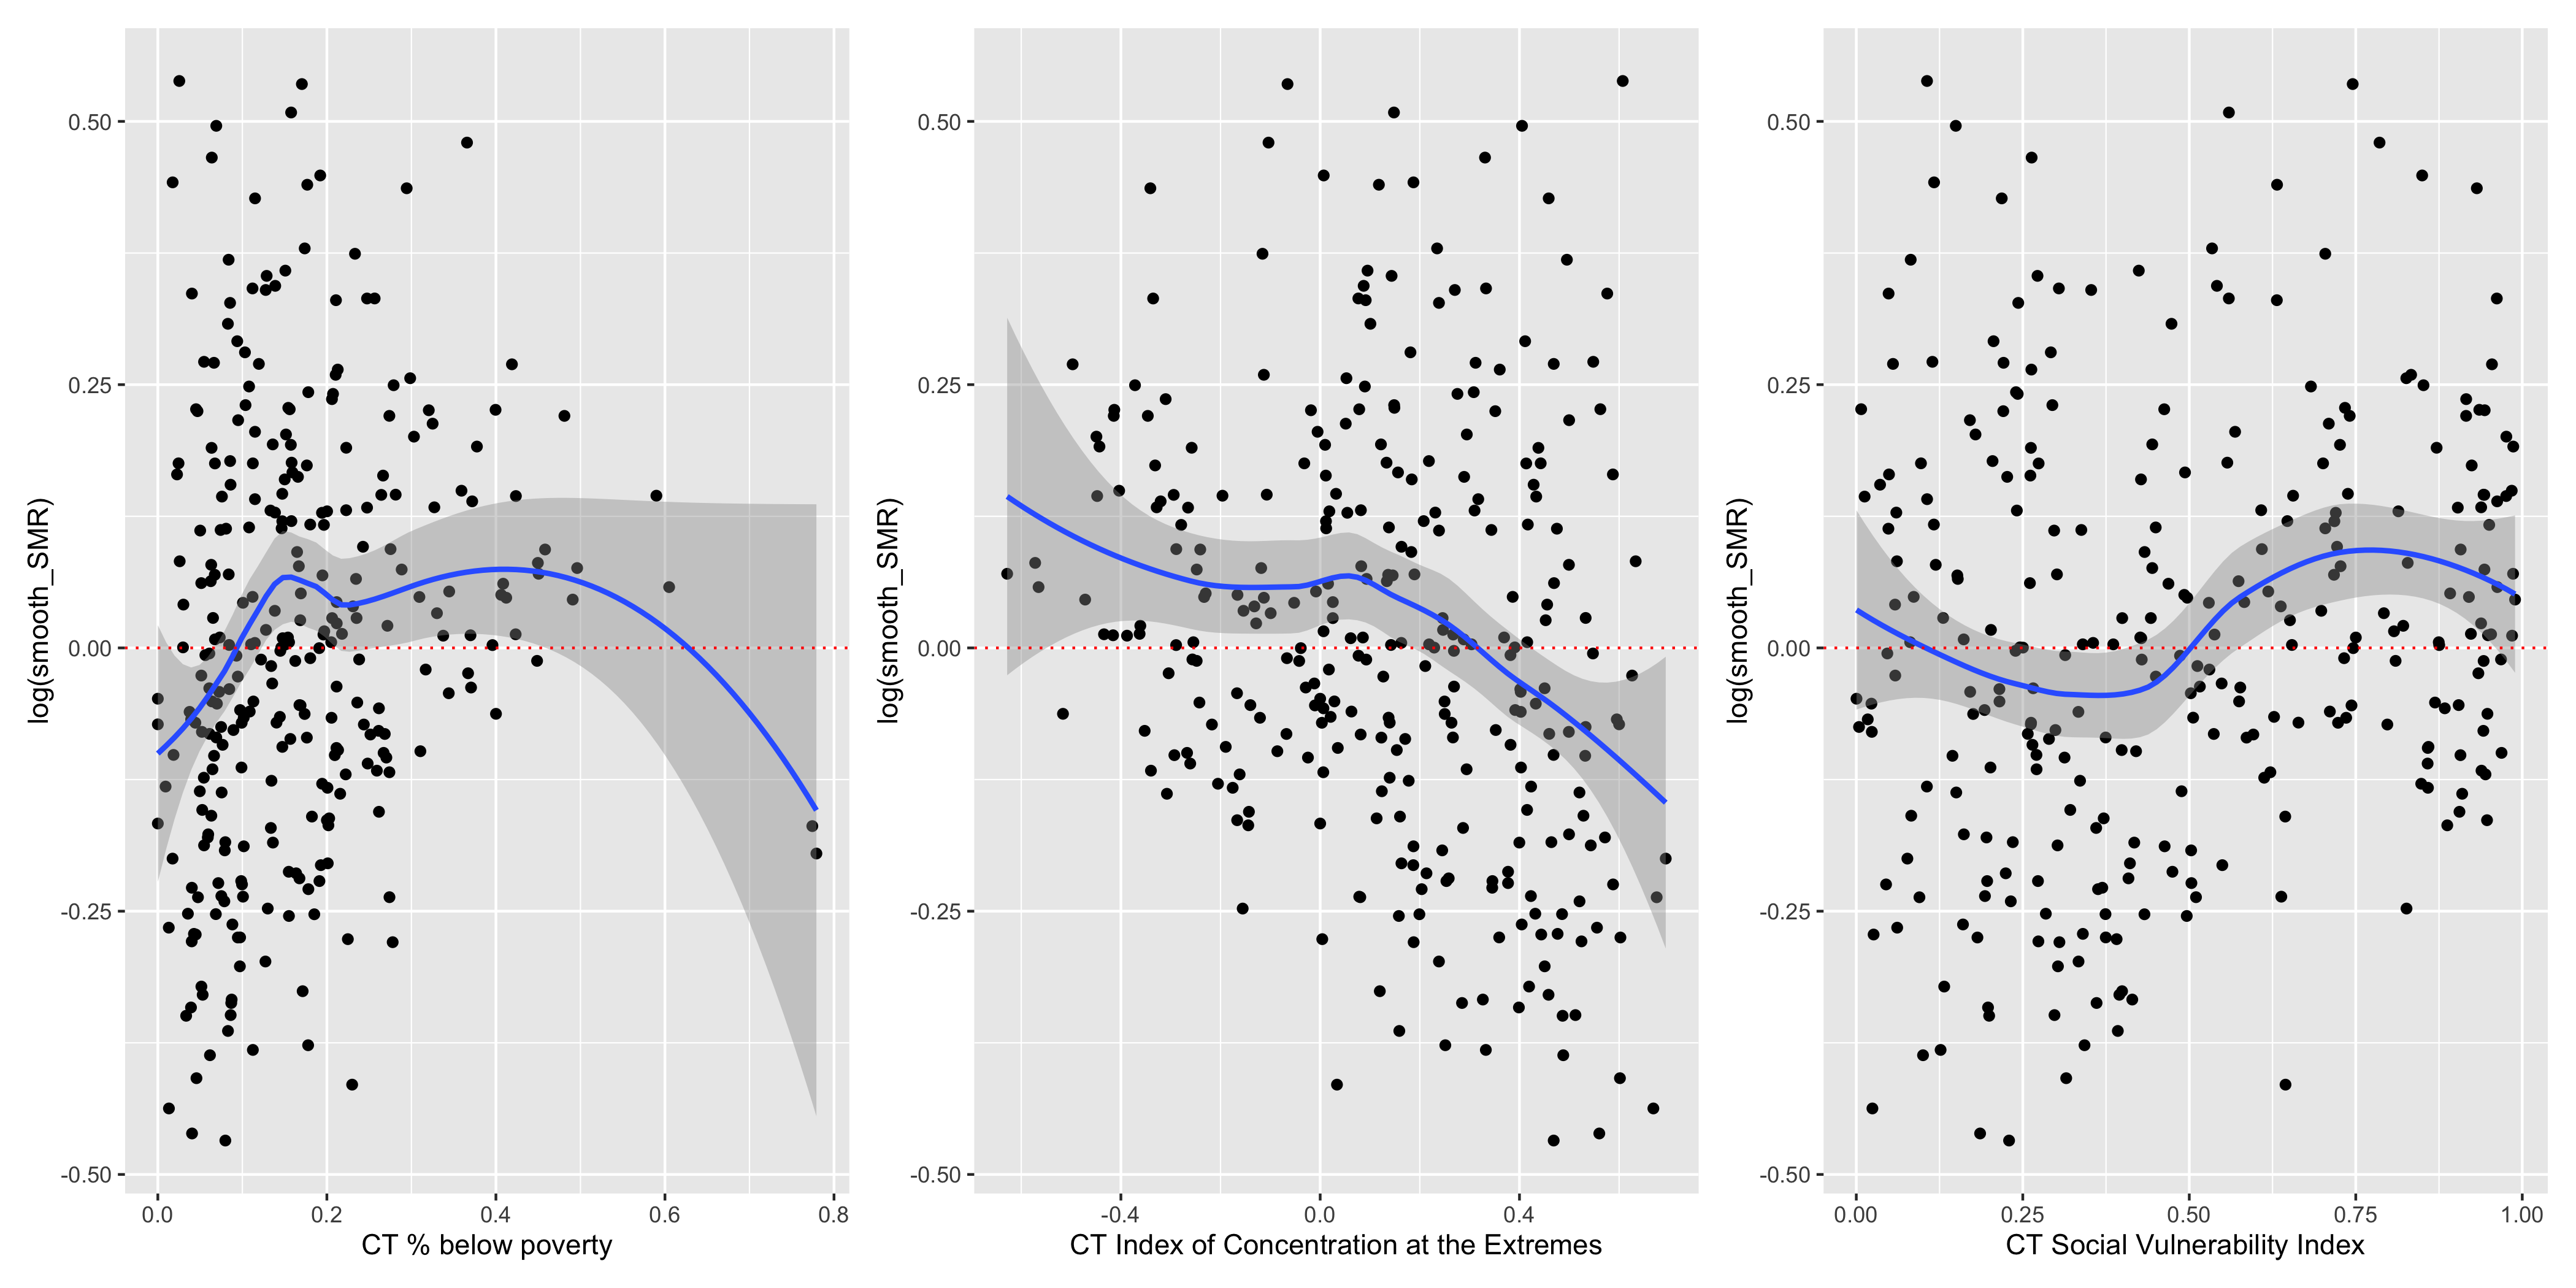 log(smooth_SMR)
0.50
0.25
0.00
-0.25
-0.50
0.0 0.2 0.4 0.6 0.8
CT % below poverty
log(smooth_SMR)
0.50
0.25
0.00
-0.25
-0.50
-0.4 0.0 0.4
CT Index of Concentration at the Extremes
log(smooth_SMR)
0.50
0.25
0.00
-0.25
-0.50
0.00 0.25 0.50 0.75 1.00
CT Social Vulnerability Index